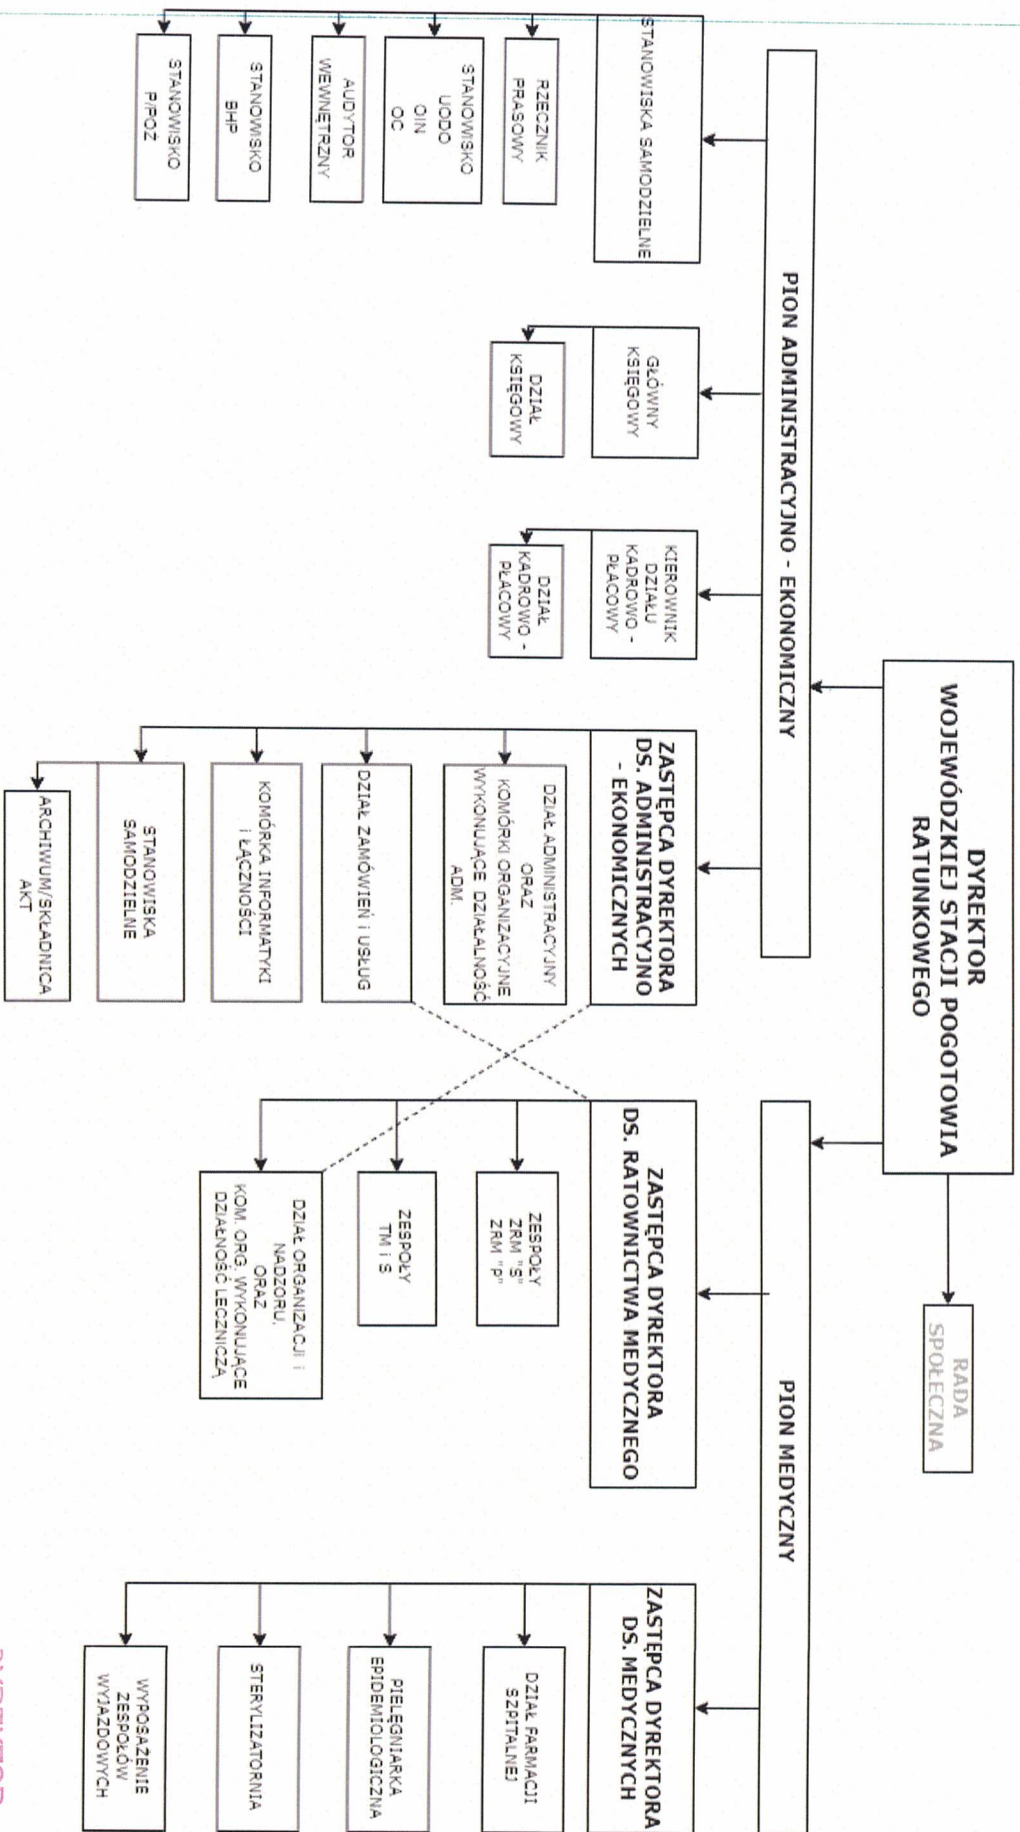 DYREKTOR
WOJEWÓDZKIEJ STACJI POGOTOWIA
RATUNKOWEGO
RADA
SPOŁECZNA
PION ADMINISTRACYJNO - EKONOMICZNY
PION MEDYCZNY
STANOWISKA SAMODZIELNE
RZECZNIK
PRASOWY
STANOWISKO
UODO
OIN
OC
AUDYTOR
WEWNĘTRZNY
STANOWISKO
BHP
STANOWISKO
P/POŻ
GŁÓWNY
KSIĘGOWY
DZIAŁ
KSIĘGOWY
KIEROWNIK
DZIAŁU
KADROWO -
PŁACOWY
DZIAŁ
KADROWO -
PŁACOWY
ZASTĘPCA DYREKTORA
DS. ADMINISTRACYJNO
- EKONOMICZNYCH
DZIAŁ ADMINISTRACYJNY
ORAZ
KOMÓRKI ORGANIZACYJNE
WYKONUJĄCE DZIAŁALNOŚĆ
ADM.
DZIAŁ ZAMÓWIEŃ i USŁUG
KOMÓRKA INFORMATYKI
i ŁĄCZNOŚCI
STANOWISKA
SAMODZIELNE
ARCHIWUM/SKŁADNICA
AKT
ZASTĘPCA DYREKTORA
DS. RATOWNICTWA MEDYCZNEGO
ZESPOŁY
ZRM "S"
ZRM "P"
ZESPOŁY
TM i S
DZIAŁ ORGANIZACJI i
NADZORU,
ORAZ
KOM. ORG. WYKONUJĄCE
DZIAŁNOŚĆ LECZNICZĄ
ZASTĘPCA DYREKTORA
DS. MEDYCZNYCH
DZIAŁ FARMACJI
SZPITALNEJ
PIELĘGNIARKA
EPIDEMIOLOGICZNA
STERYLIZATORNIA
WYPOSAŻENIE
ZESPOŁÓW
WYJAZDOWYCH
DYREKTOR